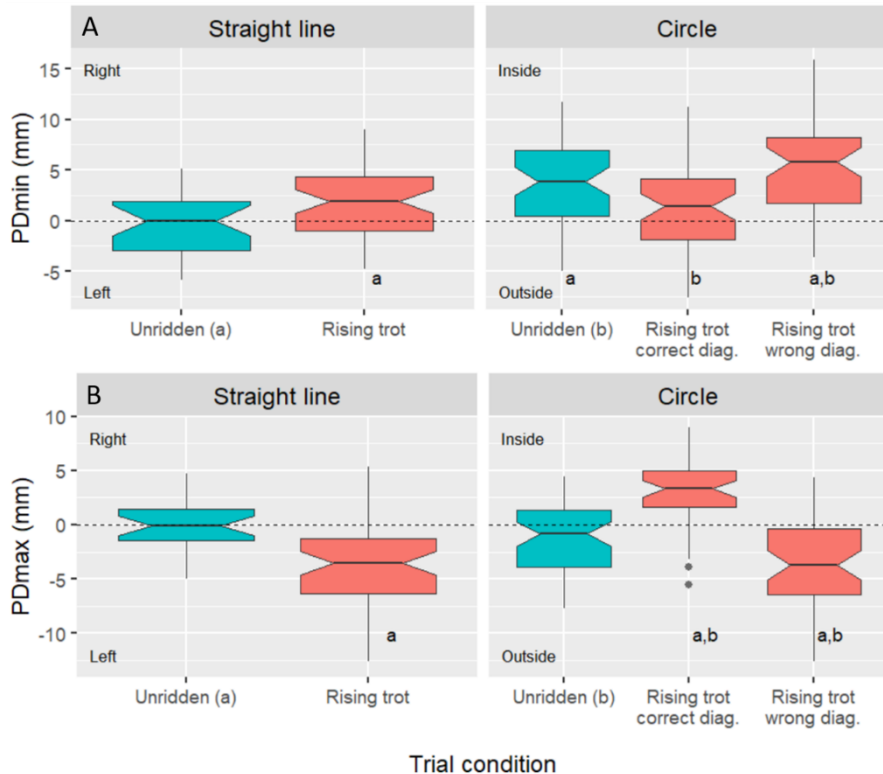 A
Straight line
Circle
PDmin (mm)
15
10
5
0
-5
Right
Left
Inside
Outside
a
a
b
a,b
Unridden (a)
Rising trot
Unridden (b)
Rising trot
correct diag.
Rising trot
wrong diag.
B
Straight line
Circle
PDmax (mm)
10
5
0
-5
-10
Right
Left
Inside
Outside
a
a,b
a,b
Unridden (a)
Rising trot
Unridden (b)
Rising trot
correct diag.
Rising trot
wrong diag.
Trial condition